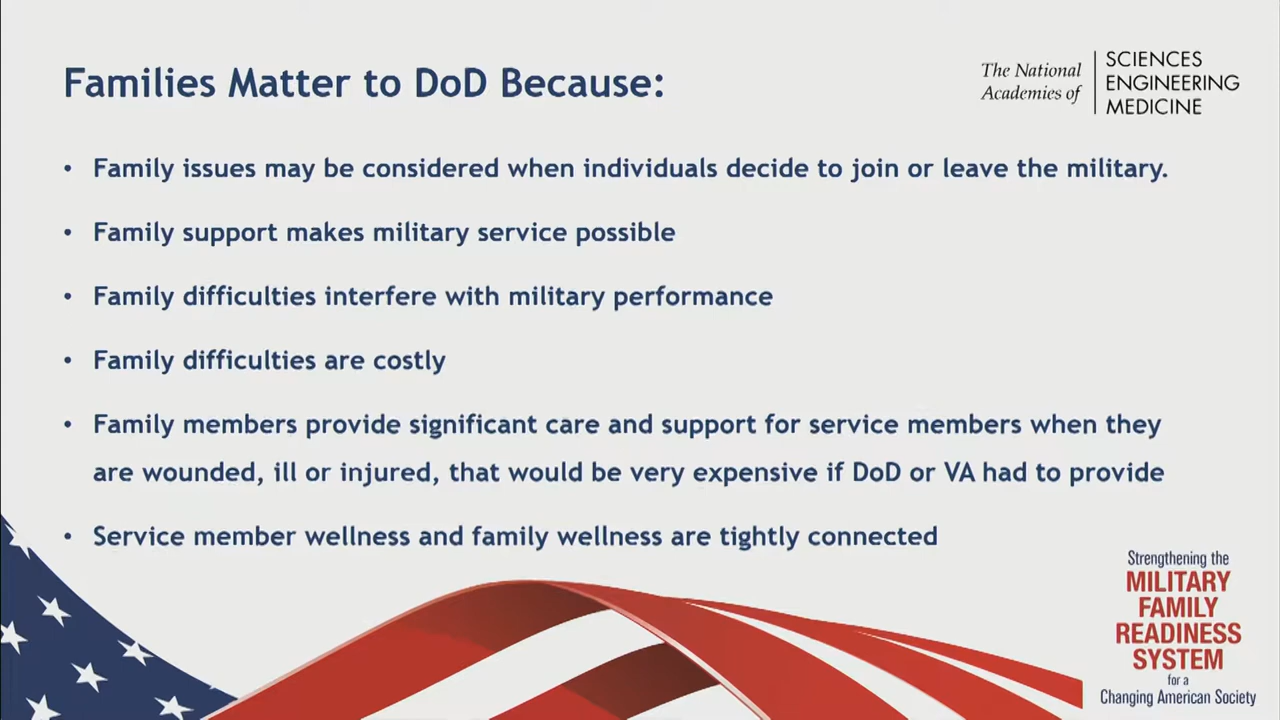 Families Matter to DoD Because:
The National
Academies of
SCIENCES
ENGINEERING
MEDICINE
• Family issues may be considered when individuals decide to join or leave the military.
• Family support makes military service possible
• Family difficulties interfere with military performance
• Family difficulties are costly
• Family members provide significant care and support for service members when they
are wounded, ill or injured, that would be very expensive if DoD or VA had to provide
• Service member wellness and family wellness are tightly connected
Strengthening the
MILITARY
FAMILY
READINESS
SYSTEM
for a
Changing American Society